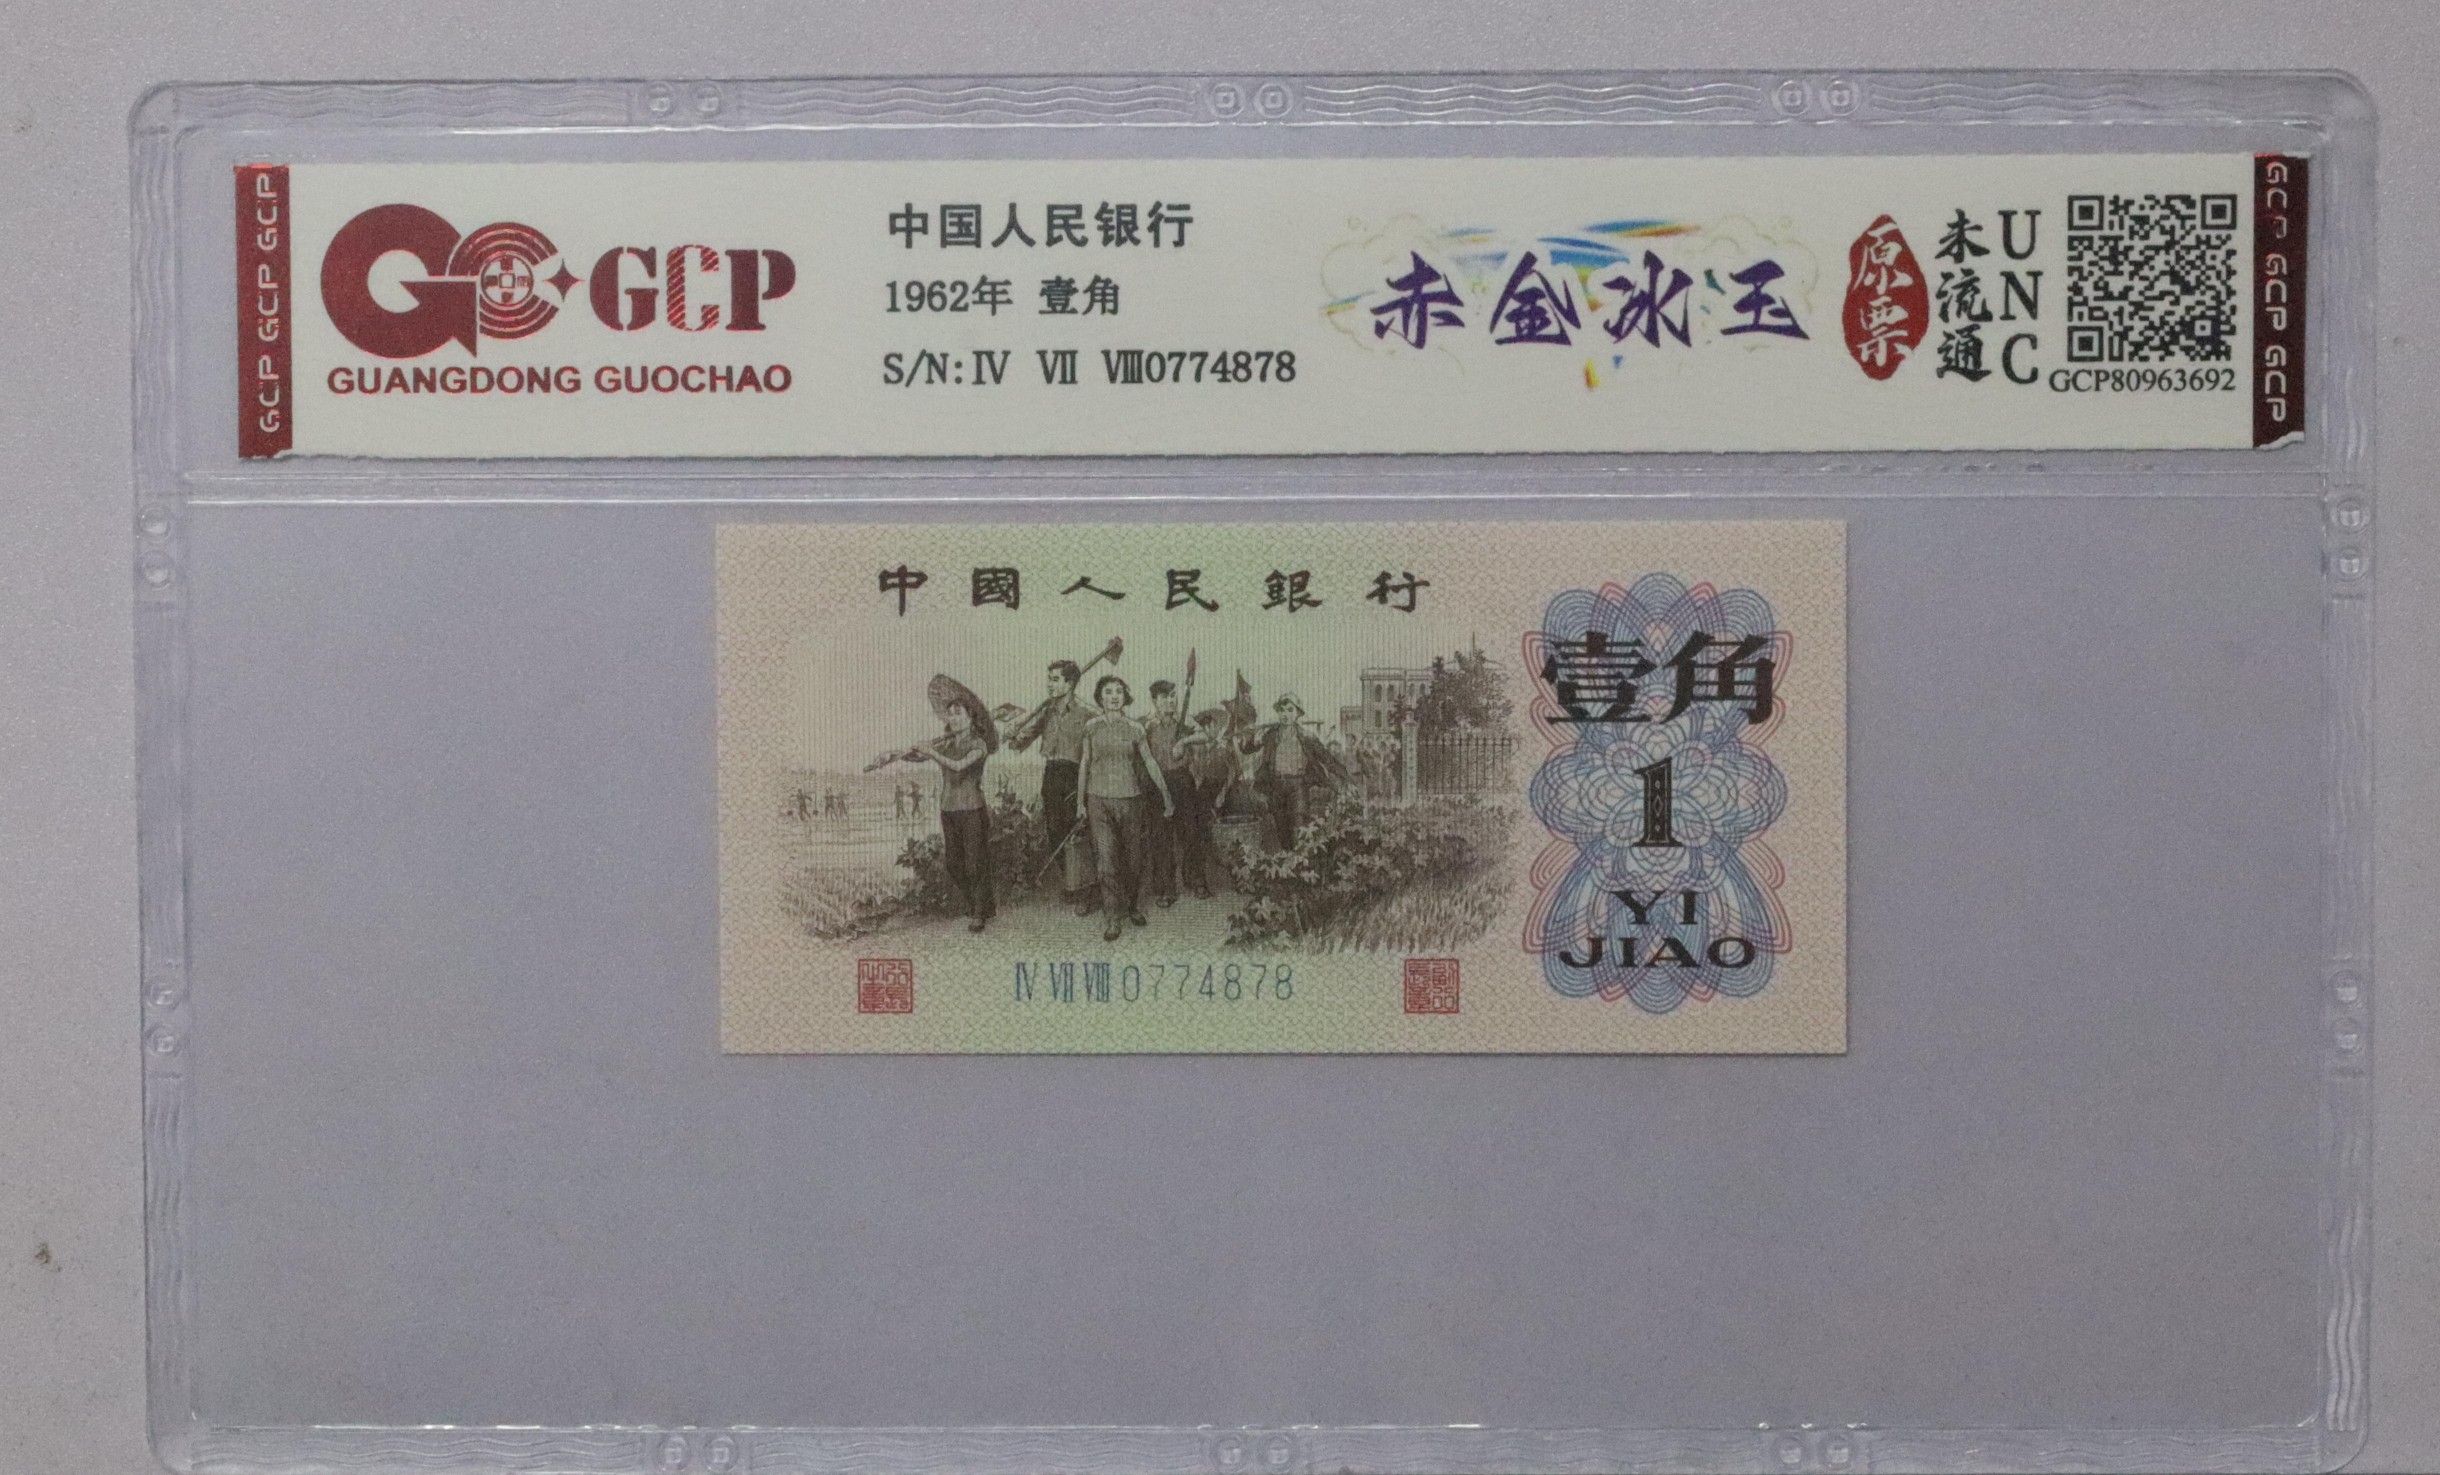 GCP GCP GCP
GCP
GUANGDONG GUOCHAO
中国人民银行
1962年 壹角
S/N: Ⅳ Ⅶ Ⅷ0774878
赤金冰玉
原票
未流通
UNC
GCP80963692
GCP GCP
中國人民銀行
壹角
1
YI
JIAO
Ⅳ Ⅶ Ⅷ 0774878